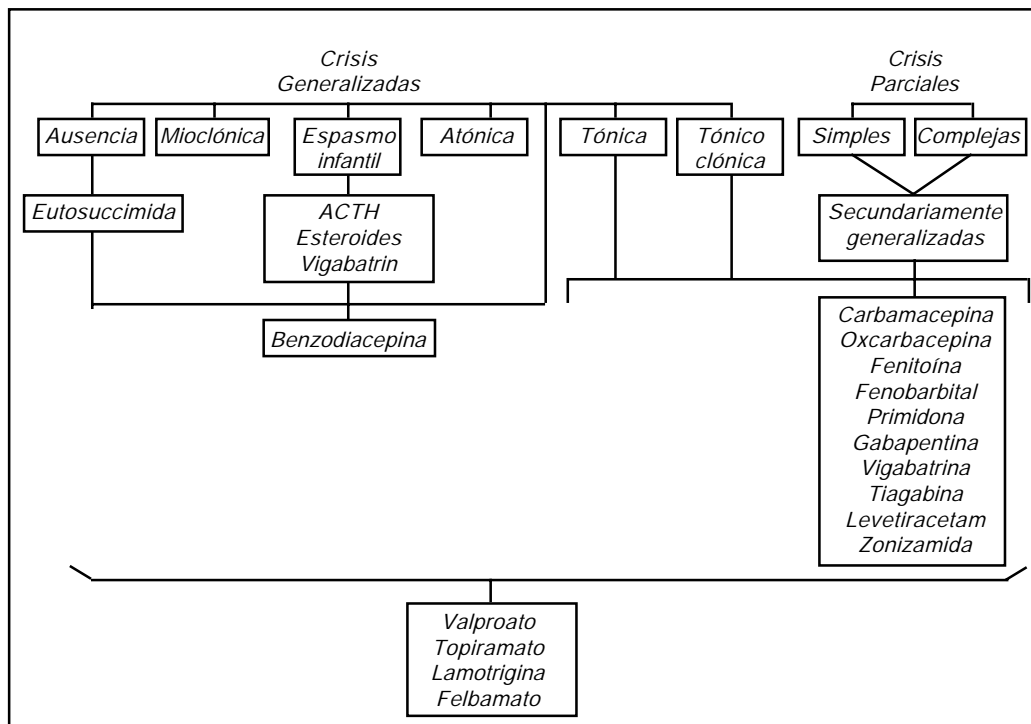 Crisis
Generalizadas
Crisis
Parciales
Ausencia
Mioclónica
Espasmo
infantil
Atónica
Tónica
Tónico
clónica
Simples
Complejas
Eutosuccimida
ACTH
Esteroides
Vigabatrin
Secundariamente
generalizadas
Benzodiacepina
Carbamacepina
Oxcarbacepina
Fenitoína
Fenobarbital
Primidona
Gabapentina
Vigabatrina
Tiagabina
Levetiracetam
Zonizamida
Valproato
Topiramato
Lamotrigina
Felbamato